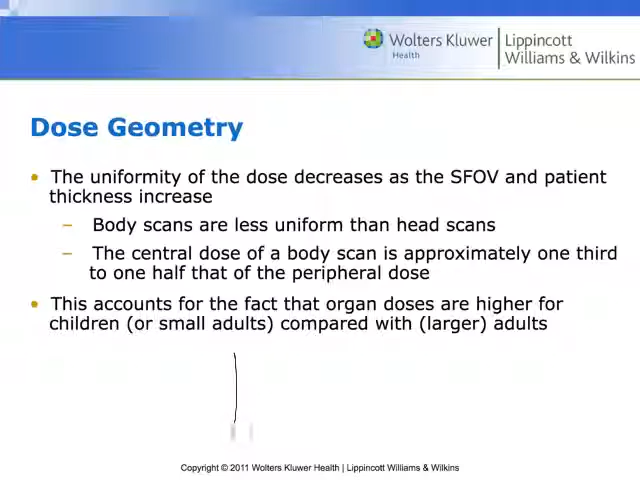 Wolters Kluwer
Health
Lippincott
Williams & Wilkins
Dose Geometry
• The uniformity of the dose decreases as the SFOV and patient
thickness increase
– Body scans are less uniform than head scans
– The central dose of a body scan is approximately one third
to one half that of the peripheral dose
• This accounts for the fact that organ doses are higher for
children (or small adults) compared with (larger) adults
Copyright © 2011 Wolters Kluwer Health | Lippincott Williams & Wilkins